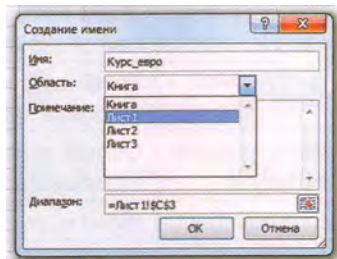 Создание имени
Имя: Курс_евро
Область: Книга
Примечание: Книга
Лист1
Лист2
Лист3
Диапазон: =Лист1!$C$3
ОК Отмена